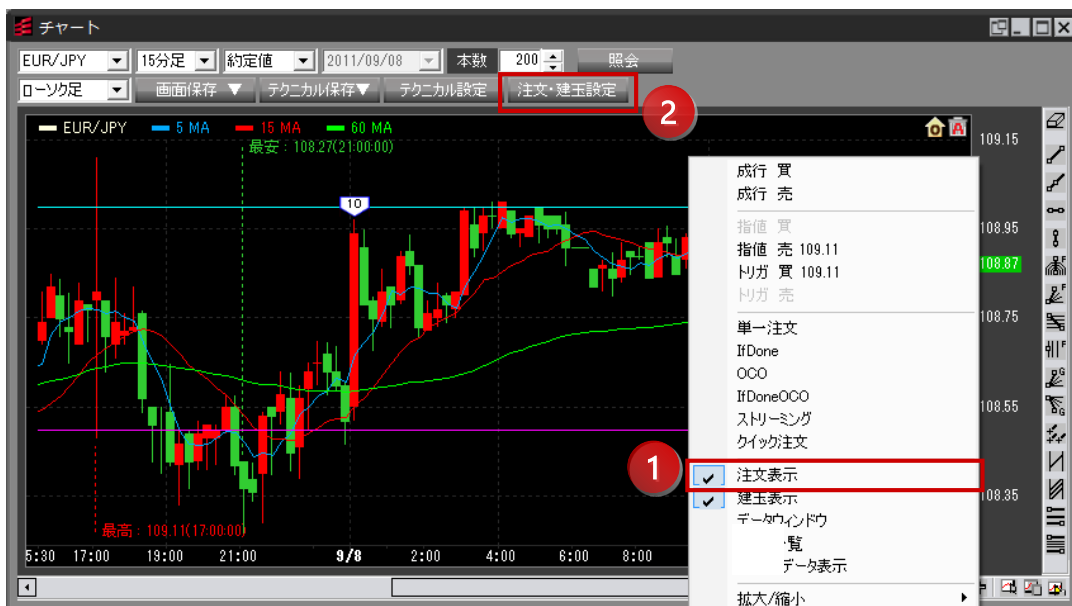 チャート
EUR/JPY 15分足 約定値 2011/09/08 本数 200 照会
ローソク足 画面保存 ▼ テクニカル保存▼ テクニカル設定 注文・建玉設定
2
EUR/JPY 5 MA 15 MA 60 MA
最安：108.27(21:00:00)
A
109.15
成行 買
成行 売
10
指値 買
108.95
指値 売 109.11
108.87
トリガ 買 109.11
トリガ 売
108.75
単一注文
IfDone
OCO
IfDoneOCO
108.55
ストリーミング
クイック注文
1
注文表示
建玉表示
108.35
データウィンドウ
覧
データ表示
最高：109.11(17:00:00)
5:30 17:00 19:00 21:00 9/8 2:00 4:00 6:00 8:00
拡大/縮小
F
F
F
G
G